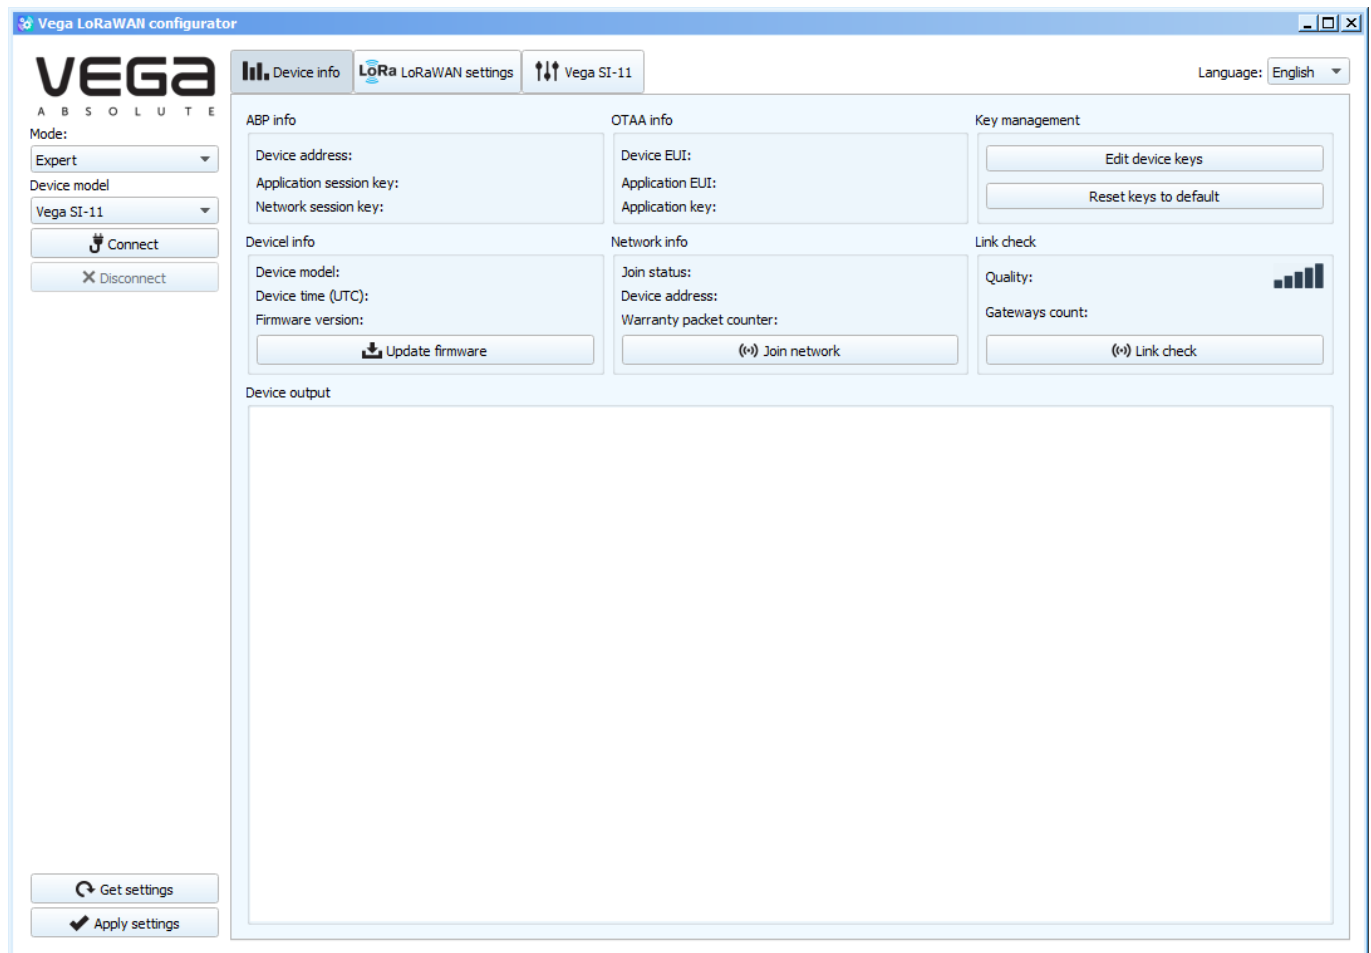 Vega LoRaWAN configurator
VEGA
ABSOLUTE
Mode:
Expert
Device model
Vega SI-11
Connect
Disconnect
Get settings
Apply settings
Device info
LoRa LoRaWAN settings
Vega SI-11
Language: English
ABP info
Device address:
Application session key:
Network session key:
OTAA info
Device EUI:
Application EUI:
Application key:
Key management
Edit device keys
Reset keys to default
Devicel info
Device model:
Device time (UTC):
Firmware version:
Update firmware
Network info
Join status:
Device address:
Warranty packet counter:
Join network
Link check
Quality:
Gateways count:
Link check
Device output